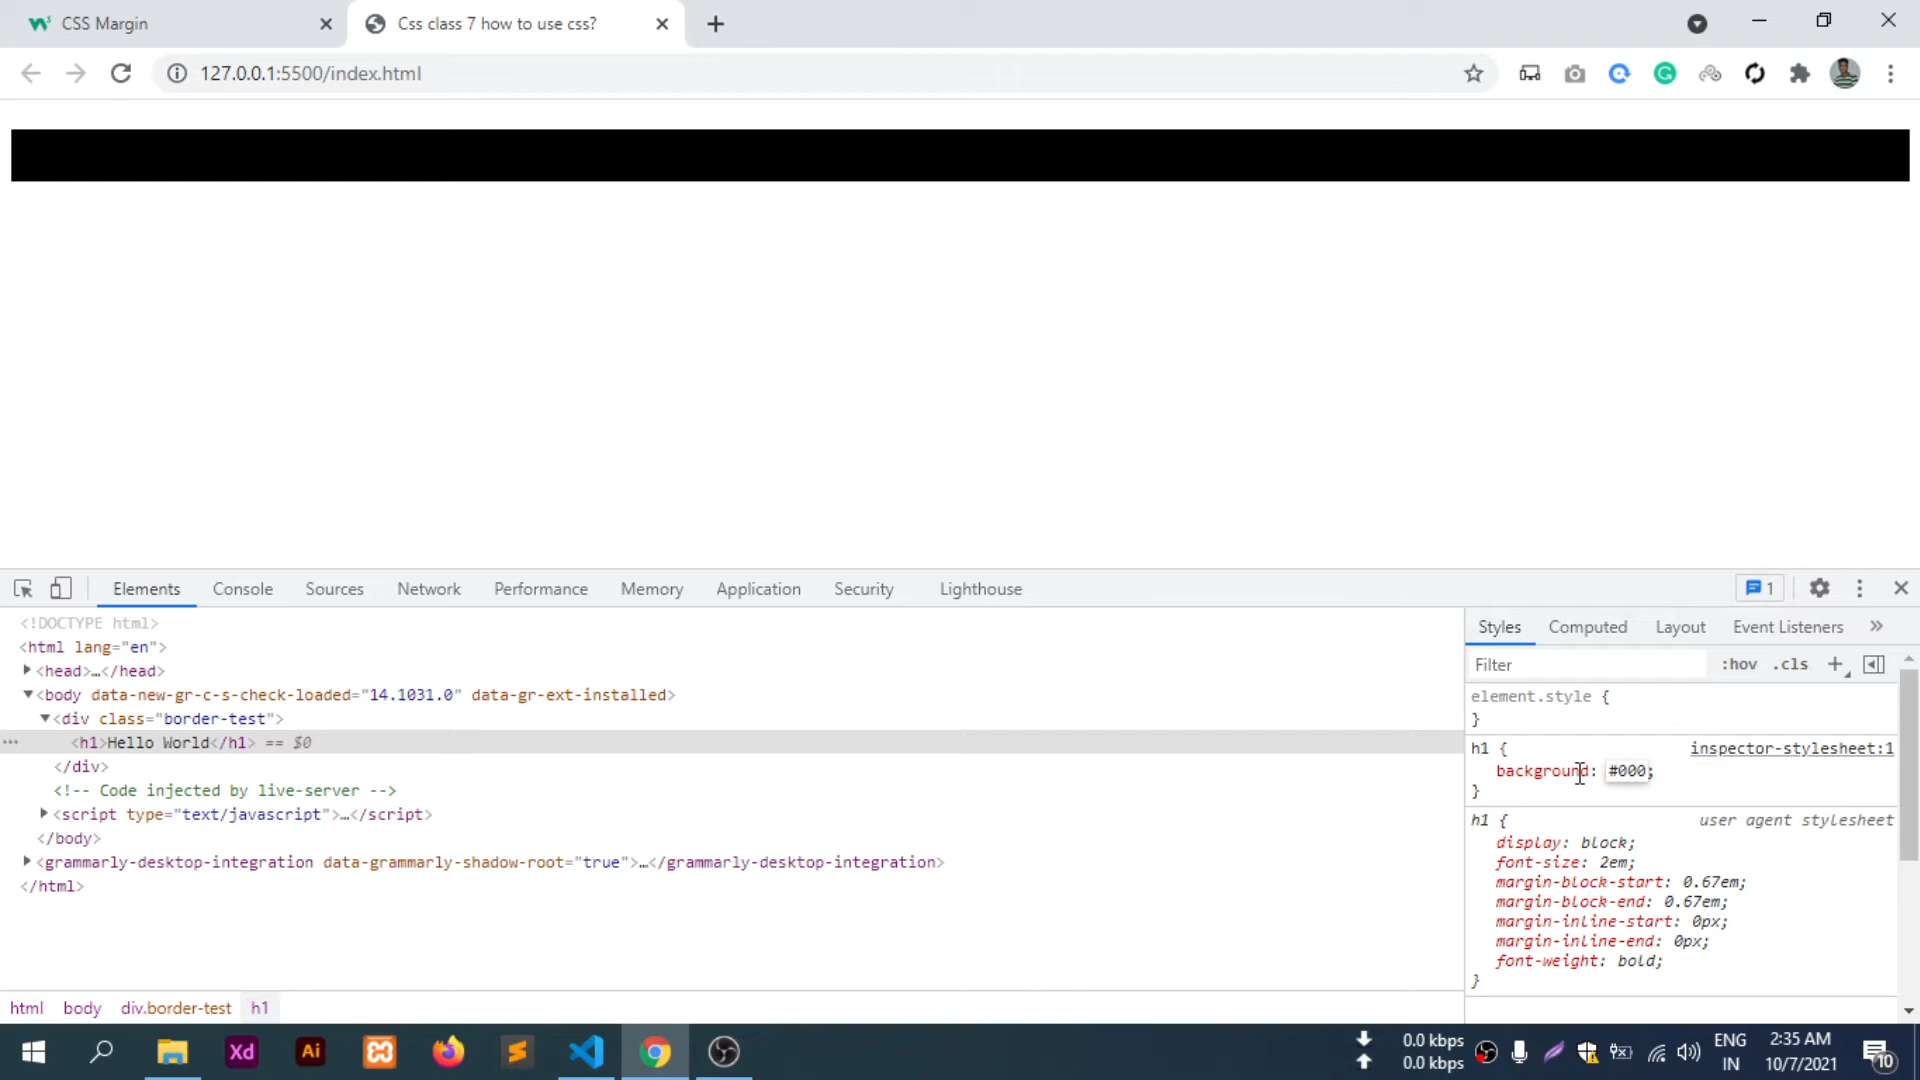 CSS Margin
Css class 7 how to use css?
127.0.0.1:5500/index.html
Elements Console Sources Network Performance Memory Application Security Lighthouse 1
<!DOCTYPE html>
<html lang="en">
<head>…</head>
<body data-new-gr-c-s-check-loaded="14.1031.0" data-gr-ext-installed>
<div class="border-test">
<h1>Hello World</h1> == $0
</div>
<!-- Code injected by live-server -->
<script type="text/javascript">…</script>
</body>
<grammarly-desktop-integration data-grammarly-shadow-root="true">…</grammarly-desktop-integration>
</html>
html body div.border-test h1
Styles Computed Layout Event Listeners »
Filter :hov .cls +
element.style {
}
h1 { inspector-stylesheet:1
background: #000;
}
h1 { user agent stylesheet
display: block;
font-size: 2em;
margin-block-start: 0.67em;
margin-block-end: 0.67em;
margin-inline-start: 0px;
margin-inline-end: 0px;
font-weight: bold;
}
Xd Ai
0.0 kbps
0.0 kbps
ENG
IN
2:35 AM
10/7/2021
10